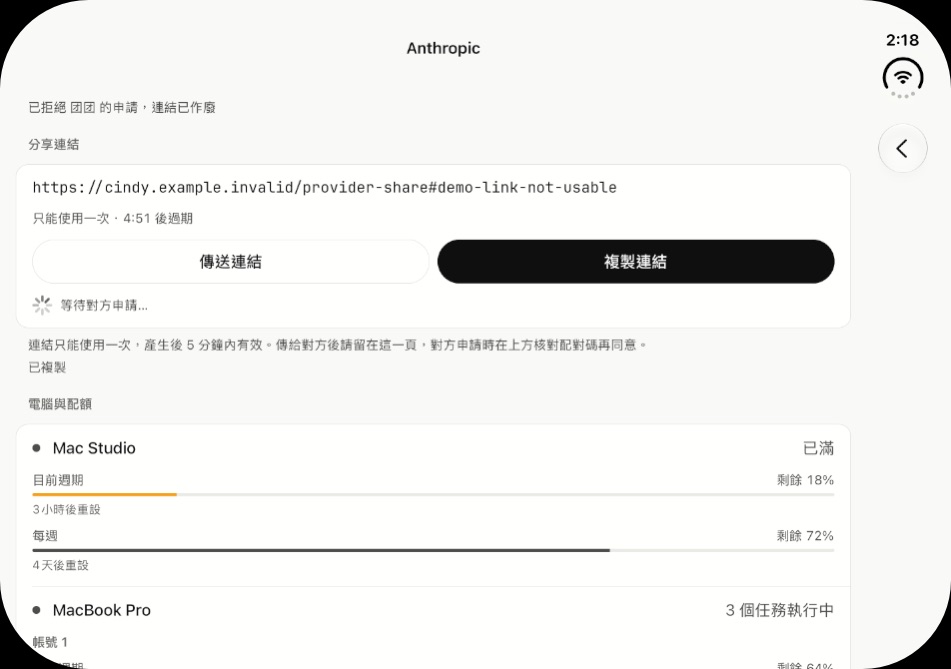 2:18
Anthropic
已拒絕 团团 的申請，連結已作廢
分享連結
https://cindy.example.invalid/provider-share#demo-link-not-usable
只能使用一次 · 4:51 後過期
傳送連結
複製連結
等待對方申請...
連結只能使用一次，產生後 5 分鐘內有效。傳給對方後請留在這一頁，對方申請時在上方核對配對碼再同意。
已複製
電腦與配額
Mac Studio 已滿
目前週期 剩餘 18%
3 小時後重設
每週 剩餘 72%
4 天後重設
MacBook Pro 3 個任務執行中
帳號 1
週期 剩餘 64%